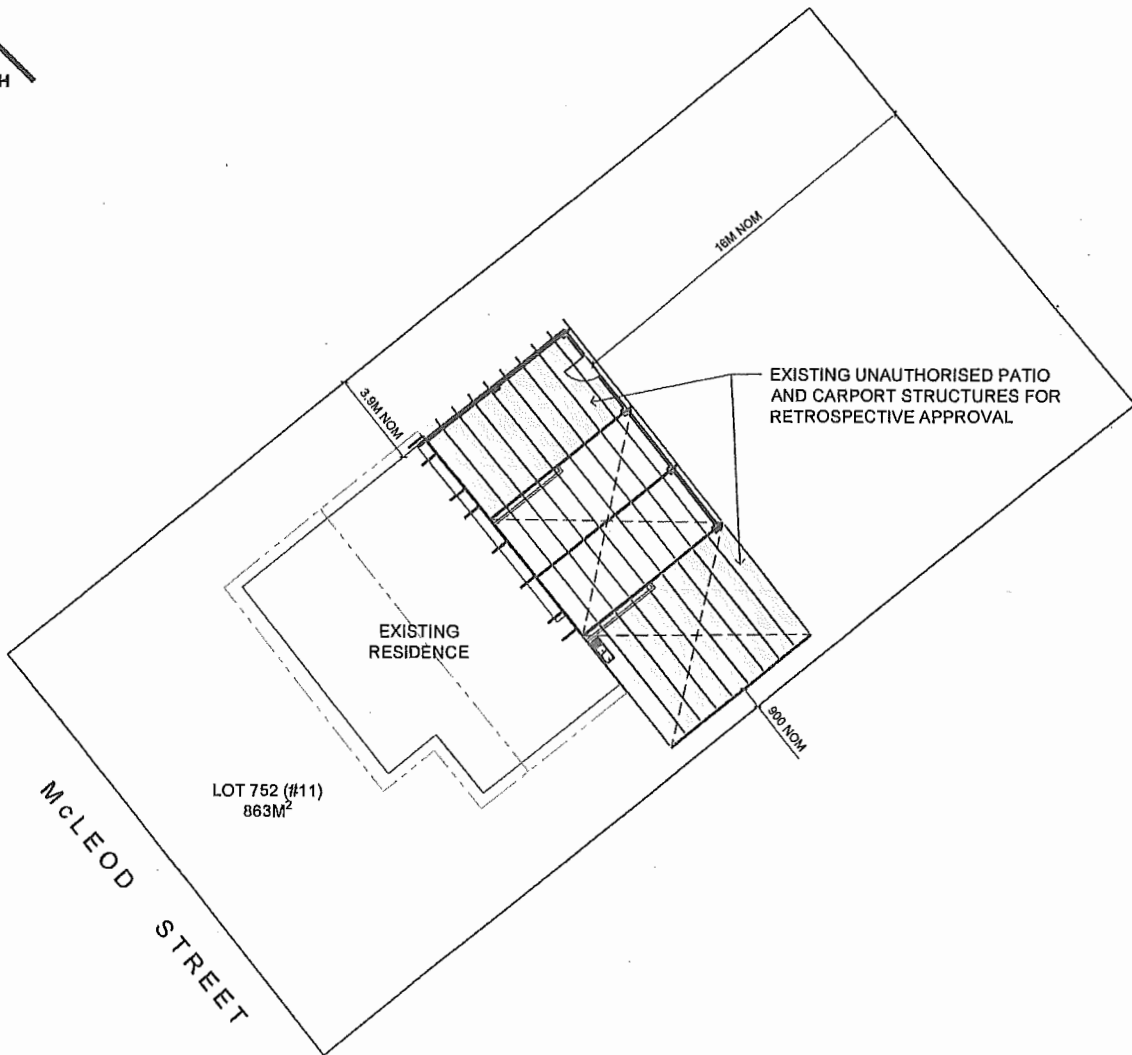 H
16M NOM
3.9M NOM
EXISTING UNAUTHORISED PATIO
AND CARPORT STRUCTURES FOR
RETROSPECTIVE APPROVAL
EXISTING
RESIDENCE
900 NOM
LOT 752 (#11)
863M²
McLEOD STREET